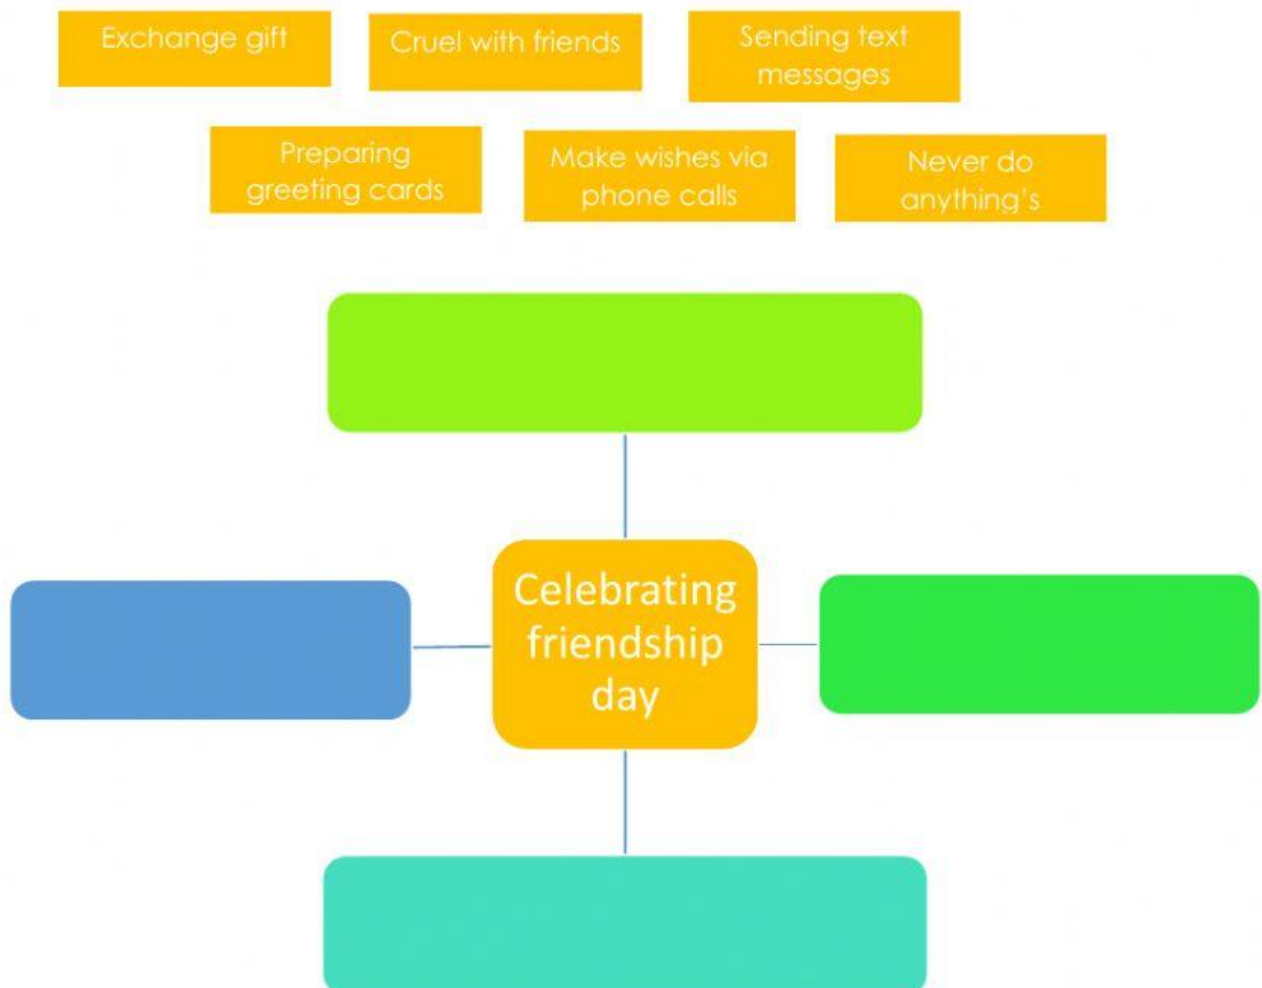 Exchange gift
Cruel with friends
Sending text
messages
Preparing
greeting cards
Make wishes via
phone calls
Never do
anything's
Celebrating
friendship
day